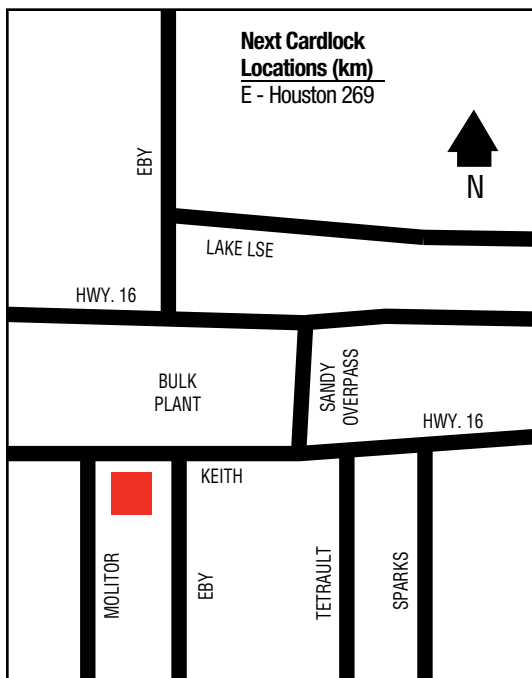 Next Cardlock
Locations (km)
E - Houston 269
N
EBY
LAKE LSE
HWY. 16
BULK
PLANT
SANDY
OVERPASS
HWY. 16
KEITH
MOLITOR
EBY
TETRAULT
SPARKS